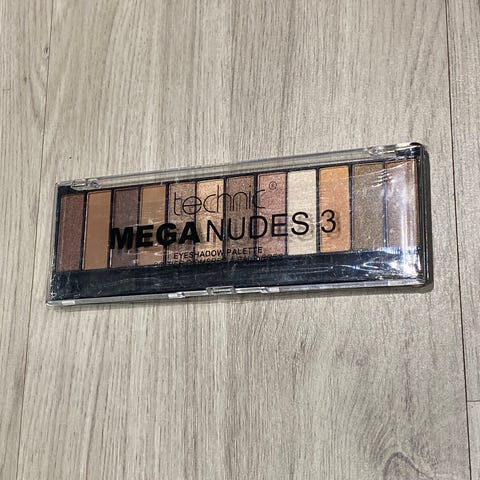 technic®
MEGA NUDES 3
EYESHADOW PALETTE